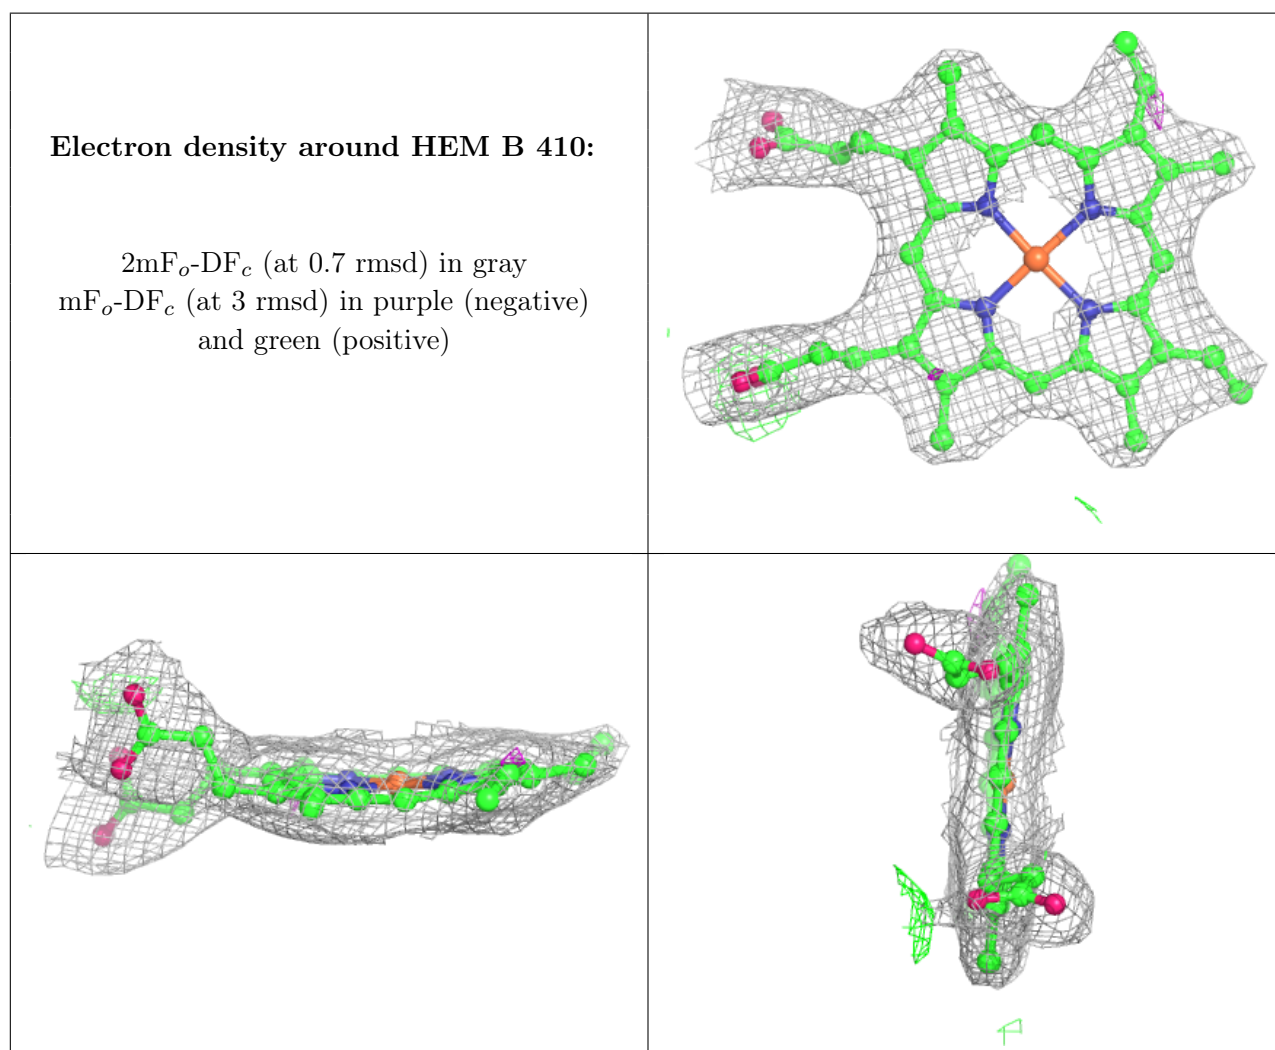 Electron density around HEM B 410:
2mFo-DFc (at 0.7 rmsd) in gray
mFo-DFc (at 3 rmsd) in purple (negative)
and green (positive)